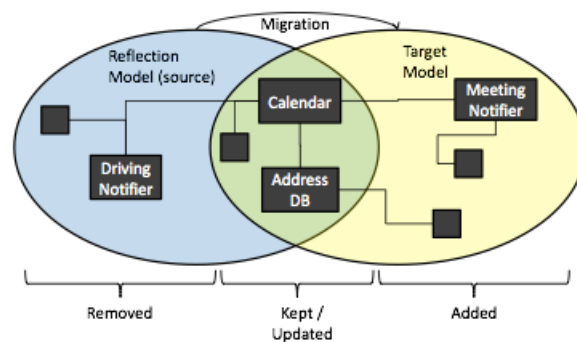 Migration
Reflection
Model (source)
Target
Model
Calendar
Meeting
Notifier
Driving
Notifier
Address
DB
Removed
Kept /
Updated
Added